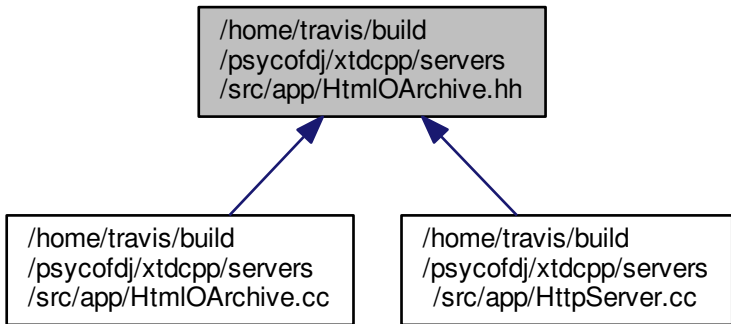 /home/travis/build
/psycofdj/xtdcpp/servers
/src/app/HtmlOArchive.hh
/home/travis/build
/psycofdj/xtdcpp/servers
/src/app/HtmlOArchive.cc
/home/travis/build
/psycofdj/xtdcpp/servers
/src/app/HttpServer.cc